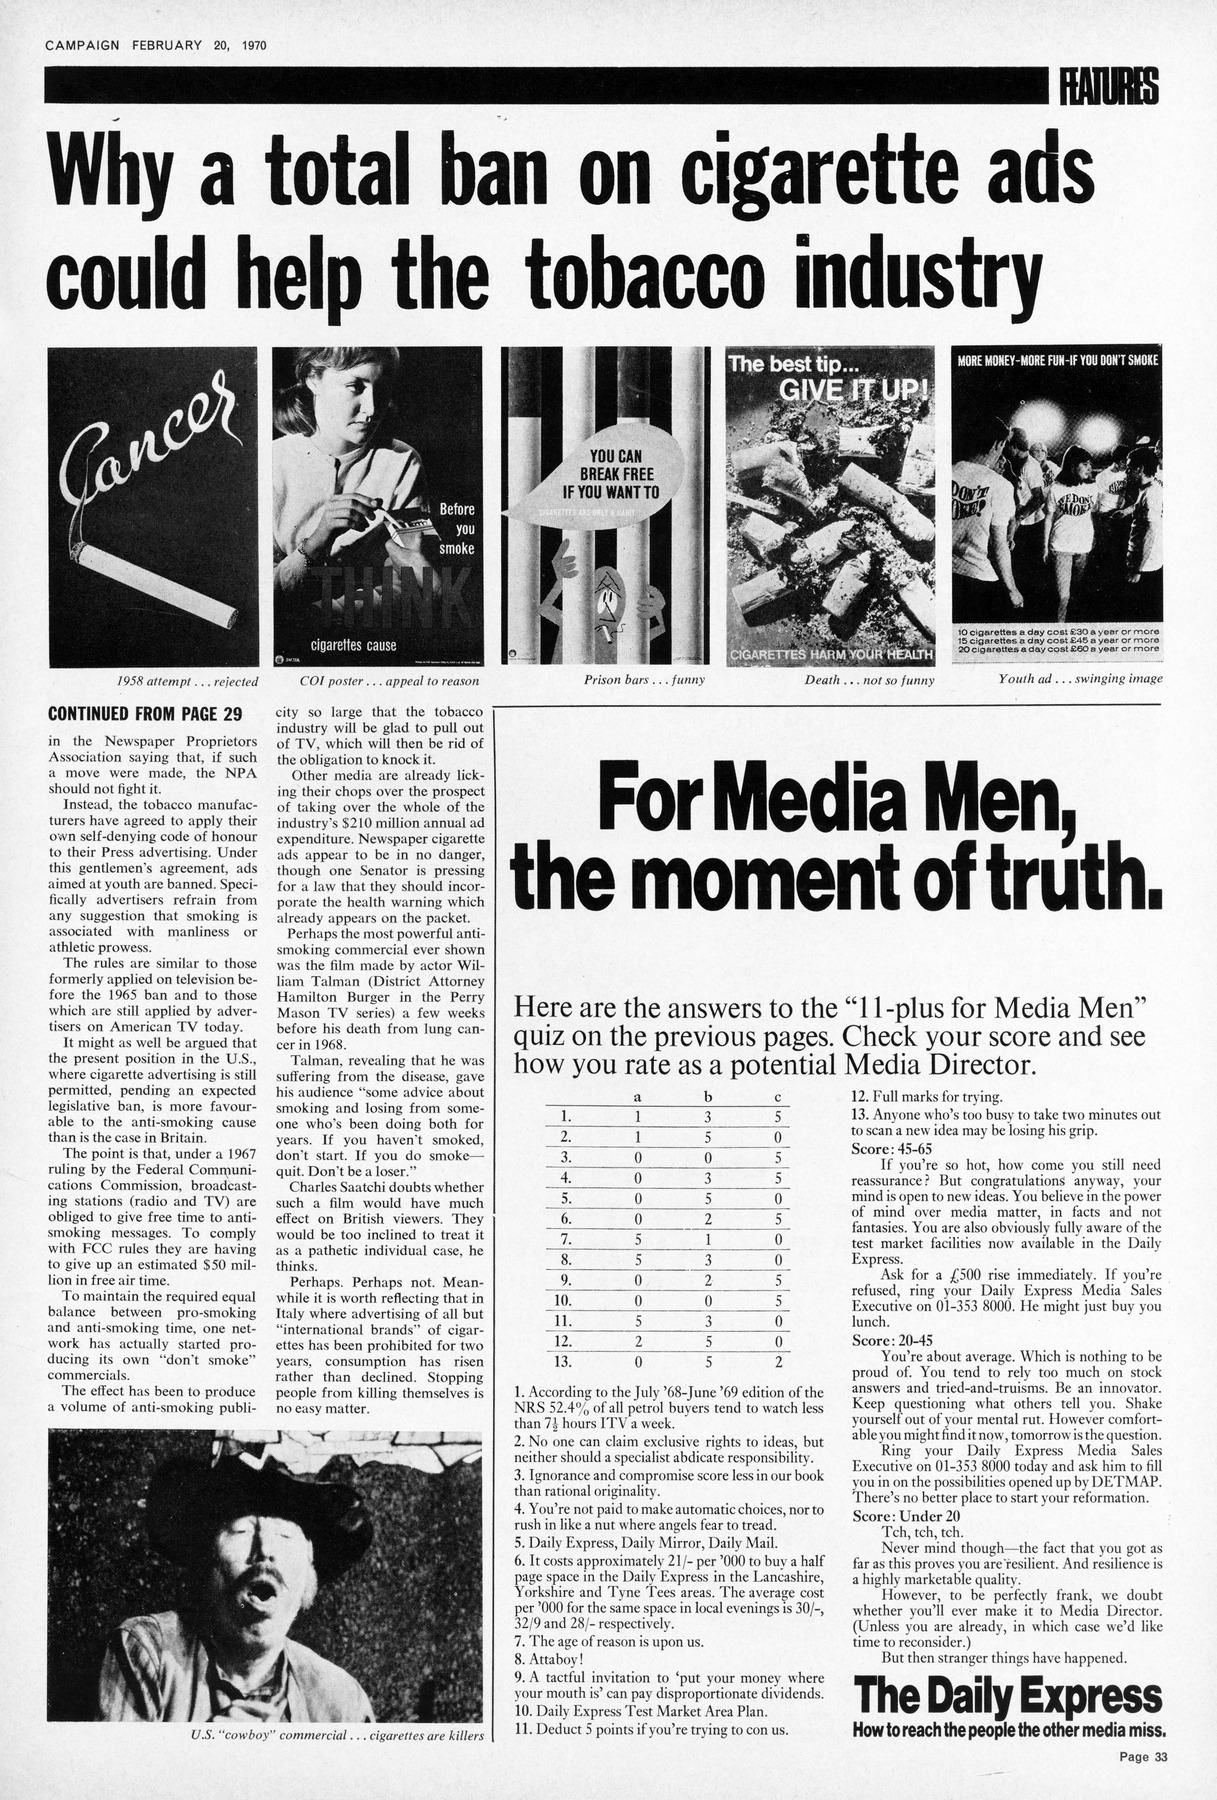 CAMPAIGN FEBRUARY 20, 1970
FEATURES
Why a total ban on cigarette ads
could help the tobacco industry
Cancer
Before
you
smoke
THINK
cigarettes cause
YOU CAN
BREAK FREE
IF YOU WANT TO
CIGARETTES ARE ONLY A HABIT
The best tip...
GIVE IT UP!
CIGARETTES HARM YOUR HEALTH
MORE MONEY-MORE FUN-IF YOU DON'T SMOKE
DON'T
WE DON'T
SMOKE
10 cigarettes a day cost £30 a year or more
15 cigarettes a day cost £45 a year or more
20 cigarettes a day cost £60 a year or more
1958 attempt . . . rejected
COI poster . . . appeal to reason
Prison bars . . . funny
Death . . . not so funny
Youth ad . . . swinging image
CONTINUED FROM PAGE 29
in the Newspaper Proprietors
Association saying that, if such
a move were made, the NPA
should not fight it.
Instead, the tobacco manufac-
turers have agreed to apply their
own self-denying code of honour
to their Press advertising. Under
this gentlemen's agreement, ads
aimed at youth are banned. Speci-
fically advertisers refrain from
any suggestion that smoking is
associated with manliness or
athletic prowess.
The rules are similar to those
formerly applied on television be-
fore the 1965 ban and to those
which are still applied by adver-
tisers on American TV today.
It might as well be argued that
the present position in the U.S.,
where cigarette advertising is still
permitted, pending an expected
legislative ban, is more favour-
able to the anti-smoking cause
than is the case in Britain.
The point is that, under a 1967
ruling by the Federal Communi-
cations Commission, broadcast-
ing stations (radio and TV) are
obliged to give free time to anti-
smoking messages. To comply
with FCC rules they are having
to give up an estimated $50 mil-
lion in free air time.
To maintain the required equal
balance between pro-smoking
and anti-smoking time, one net-
work has actually started pro-
ducing its own "don't smoke"
commercials.
The effect has been to produce
a volume of anti-smoking publi-
city so large that the tobacco
industry will be glad to pull out
of TV, which will then be rid of
the obligation to knock it.
Other media are already lick-
ing their chops over the prospect
of taking over the whole of the
industry's $210 million annual ad
expenditure. Newspaper cigarette
ads appear to be in no danger,
though one Senator is pressing
for a law that they should incor-
porate the health warning which
already appears on the packet.
Perhaps the most powerful anti-
smoking commercial ever shown
was the film made by actor Wil-
liam Talman (District Attorney
Hamilton Burger in the Perry
Mason TV series) a few weeks
before his death from lung can-
cer in 1968.
Talman, revealing that he was
suffering from the disease, gave
his audience "some advice about
smoking and losing from some-
one who's been doing both for
years. If you haven't smoked,
don't start. If you do smoke—
quit. Don't be a loser."
Charles Saatchi doubts whether
such a film would have much
effect on British viewers. They
would be too inclined to treat it
as a pathetic individual case, he
thinks.
Perhaps. Perhaps not. Mean-
while it is worth reflecting that in
Italy where advertising of all but
"international brands" of cigar-
ettes has been prohibited for two
years, consumption has risen
rather than declined. Stopping
people from killing themselves is
no easy matter.
U.S. "cowboy" commercial . . . cigarettes are killers
For Media Men,
the moment of truth.
Here are the answers to the "11-plus for Media Men"
quiz on the previous pages. Check your score and see
how you rate as a potential Media Director.
a b c
1. 1 3 5
2. 1 5 0
3. 0 0 5
4. 0 3 5
5. 0 5 0
6. 0 2 5
7. 5 1 0
8. 5 3 0
9. 0 2 5
10. 0 0 5
11. 5 3 0
12. 2 5 0
13. 0 5 2
1. According to the July '68-June '69 edition of the
NRS 52.4% of all petrol buyers tend to watch less
than 7½ hours ITV a week.
2. No one can claim exclusive rights to ideas, but
neither should a specialist abdicate responsibility.
3. Ignorance and compromise score less in our book
than rational originality.
4. You're not paid to make automatic choices, nor to
rush in like a nut where angels fear to tread.
5. Daily Express, Daily Mirror, Daily Mail.
6. It costs approximately 21/- per '000 to buy a half
page space in the Daily Express in the Lancashire,
Yorkshire and Tyne Tees areas. The average cost
per '000 for the same space in local evenings is 30/-,
32/9 and 28/- respectively.
7. The age of reason is upon us.
8. Attaboy!
9. A tactful invitation to 'put your money where
your mouth is' can pay disproportionate dividends.
10. Daily Express Test Market Area Plan.
11. Deduct 5 points if you're trying to con us.
12. Full marks for trying.
13. Anyone who's too busy to take two minutes out
to scan a new idea may be losing his grip.
Score: 45-65
If you're so hot, how come you still need
reassurance? But congratulations anyway, your
mind is open to new ideas. You believe in the power
of mind over media matter, in facts and not
fantasies. You are also obviously fully aware of the
test market facilities now available in the Daily
Express.
Ask for a £500 rise immediately. If you're
refused, ring your Daily Express Media Sales
Executive on 01-353 8000. He might just buy you
lunch.
Score: 20-45
You're about average. Which is nothing to be
proud of. You tend to rely too much on stock
answers and tried-and-truisms. Be an innovator.
Keep questioning what others tell you. Shake
yourself out of your mental rut. However comfort-
able you might find it now, tomorrow is the question.
Ring your Daily Express Media Sales
Executive on 01-353 8000 today and ask him to fill
you in on the possibilities opened up by DETMAP.
There's no better place to start your reformation.
Score: Under 20
Tch, tch, tch.
Never mind though—the fact that you got as
far as this proves you are resilient. And resilience is
a highly marketable quality.
However, to be perfectly frank, we doubt
whether you'll ever make it to Media Director.
(Unless you are already, in which case we'd like
time to reconsider.)
But then stranger things have happened.
The Daily Express
How to reach the people the other media miss.
Page 33